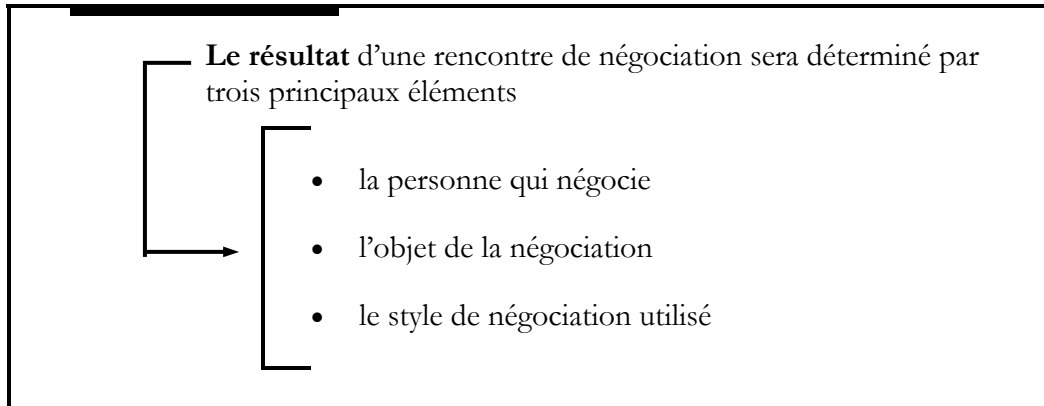 Le résultat d’une rencontre de négociation sera déterminé par
trois principaux éléments
• la personne qui négocie
• l’objet de la négociation
• le style de négociation utilisé